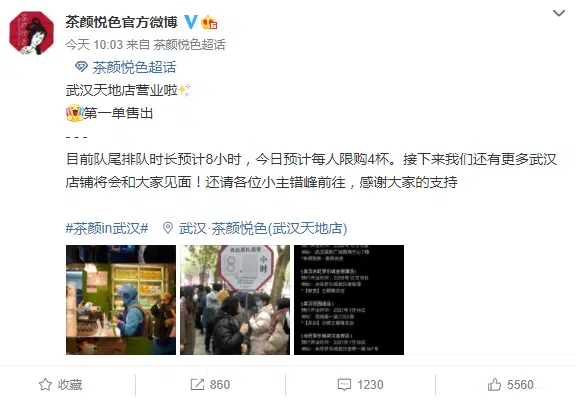 茶颜悦色官方微博
今天 10:03 来自 茶颜悦色超话
茶颜悦色超话
武汉天地店营业啦
第一单售出
- - -
目前队尾排队时长预计8小时，今日预计每人限购4杯。接下来我们还有更多武汉
店铺将会和大家见面！还请各位小主错峰前往，感谢大家的支持
#茶颜in武汉# 武汉·茶颜悦色(武汉天地店)
8
小时
收藏 860 1230 5560